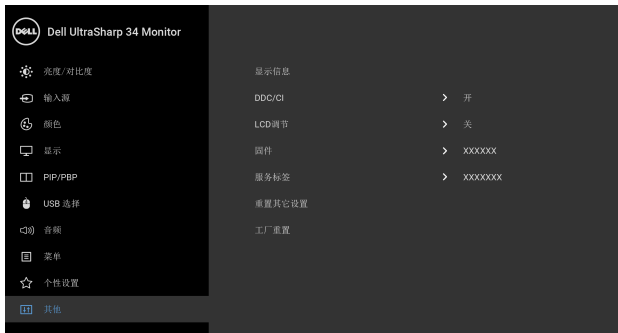 DELL Dell UltraSharp 34 Monitor
亮度/对比度
输入源
颜色
显示
PIP/PBP
USB 选择
音频
菜单
个性设置
其他
显示信息
DDC/CI 开
LCD调节 关
固件 XXXXXX
服务标签 XXXXXXX
重置其它设置
工厂重置